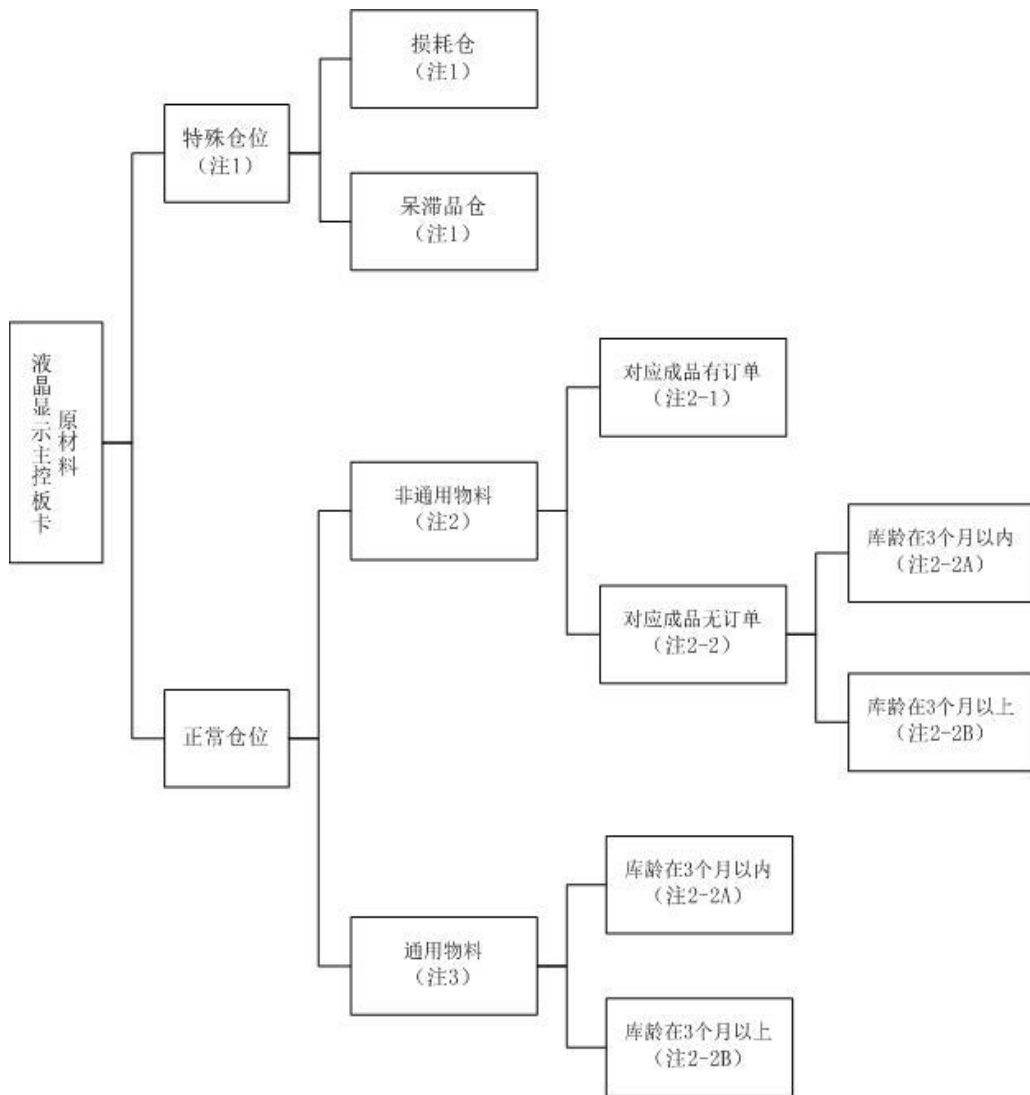 液晶显示主控板卡
原材料
特殊仓位
（注1）
损耗仓
（注1）
呆滞品仓
（注1）
正常仓位
非通用物料
（注2）
对应成品有订单
（注2-1）
对应成品无订单
（注2-2）
库龄在3个月以内
（注2-2A）
库龄在3个月以上
（注2-2B）
通用物料
（注3）
库龄在3个月以内
（注2-2A）
库龄在3个月以上
（注2-2B）